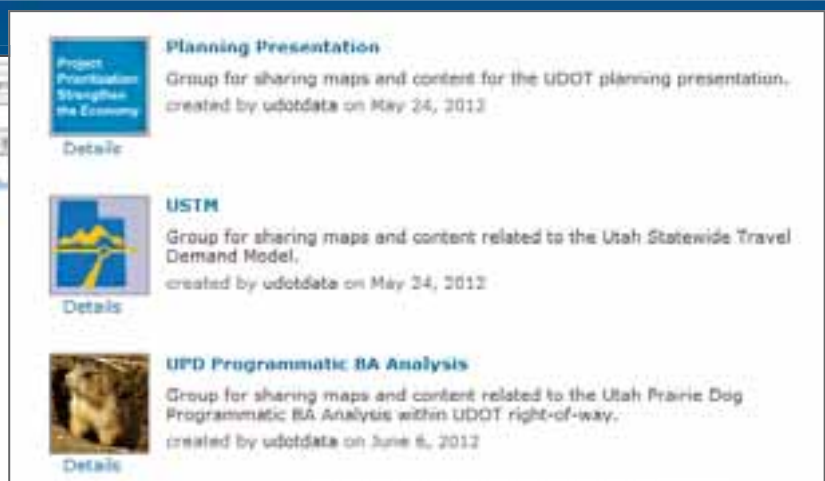 Project
Prioritization
Strengthen
the Economy
Details
Planning Presentation
Group for sharing maps and content for the UDOT planning presentation.
created by udotdata on May 24, 2012
Details
USTM
Group for sharing maps and content related to the Utah Statewide Travel
Demand Model.
created by udotdata on May 24, 2012
Details
UPD Programmatic BA Analysis
Group for sharing maps and content related to the Utah Prairie Dog
Programmatic BA Analysis within UDOT right-of-way.
created by udotdata on June 6, 2012
Details